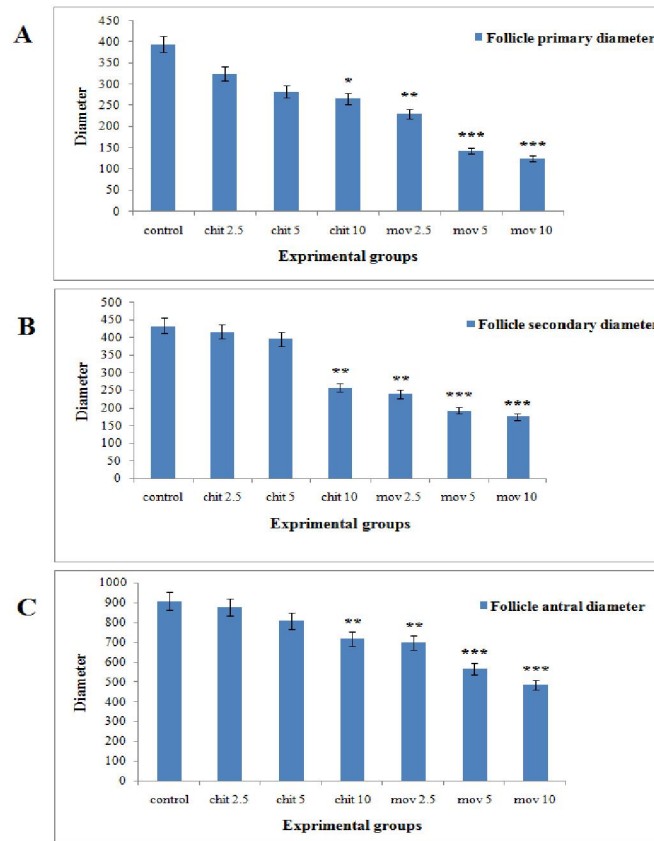 A
450
400
350
300
250
200
150
100
50
0
Diameter
Follicle primary diameter
*
**
***
***
control chit 2.5 chit 5 chit 10 mov 2.5 mov 5 mov 10
Exprimental groups
B
500
450
400
350
300
250
200
150
100
50
0
Diameter
Follicle secondary diameter
**
**
***
***
control chit 2.5 chit 5 chit 10 mov 2.5 mov 5 mov 10
Exprimental groups
C
1000
900
800
700
600
500
400
300
200
100
0
Diameter
Follicle antral diameter
**
**
***
***
control chit 2.5 chit 5 chit 10 mov 2.5 mov 5 mov 10
Exprimental groups